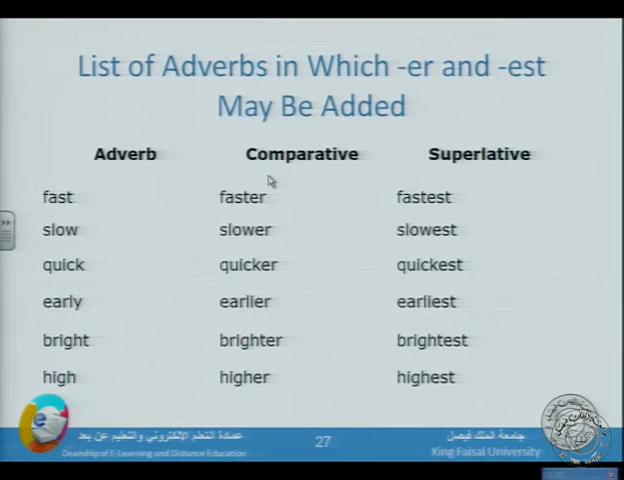 List of Adverbs in Which -er and -est
May Be Added
Adverb Comparative Superlative
fast faster fastest
slow slower slowest
quick quicker quickest
early earlier earliest
bright brighter brightest
high higher highest
عمادة التعلم الإلكتروني والتعليم عن بعد
Deanship of E-Learning and Distance Education
27
جامعة الملك فيصل
King Faisal University